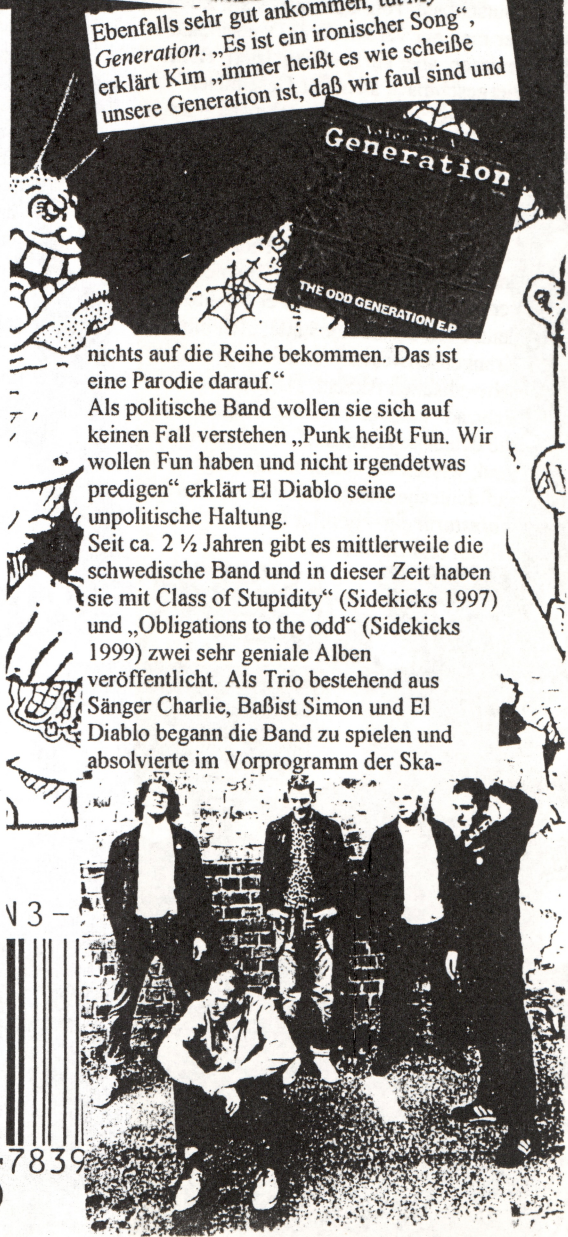 Ebenfalls sehr gut ankommen, tut
Generation. „Es ist ein ironischer Song“,
erklärt Kim „immer heißt es wie scheiße
unsere Generation ist, daß wir faul sind und
Generation
THE ODD GENERATION E.P
nichts auf die Reihe bekommen. Das ist
eine Parodie darauf.“
Als politische Band wollen sie sich auf
keinen Fall verstehen „Punk heißt Fun. Wir
wollen Fun haben und nicht irgendetwas
predigen“ erklärt El Diablo seine
unpolitische Haltung.
Seit ca. 2 ½ Jahren gibt es mittlerweile die
schwedische Band und in dieser Zeit haben
sie mit Class of Stupidity“ (Sidekicks 1997)
und „Obligations to the odd“ (Sidekicks
1999) zwei sehr geniale Alben
veröffentlicht. Als Trio bestehend aus
Sänger Charlie, Baßist Simon und El
Diablo begann die Band zu spielen und
absolvierte im Vorprogramm der Ska-
N 3 -
7839